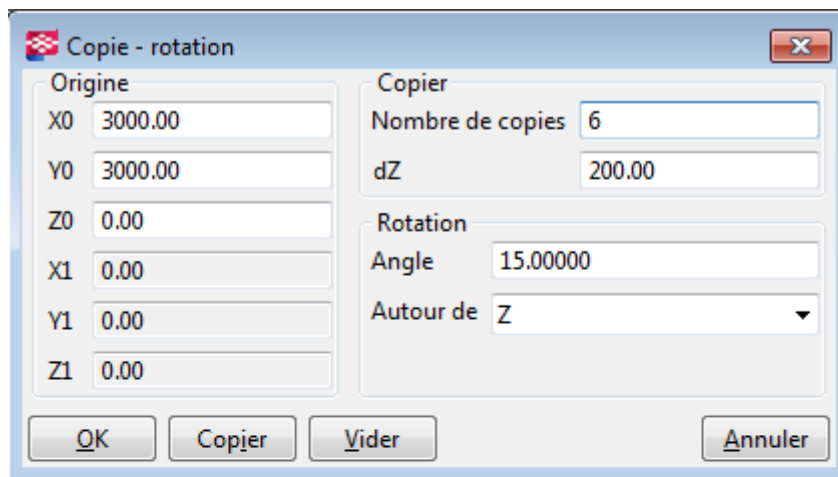 Copie - rotation
Origine
X0 3000.00
Y0 3000.00
Z0 0.00
X1 0.00
Y1 0.00
Z1 0.00
Copier
Nombre de copies 6
dZ 200.00
Rotation
Angle 15.00000
Autour de Z
OK Copier Vider Annuler